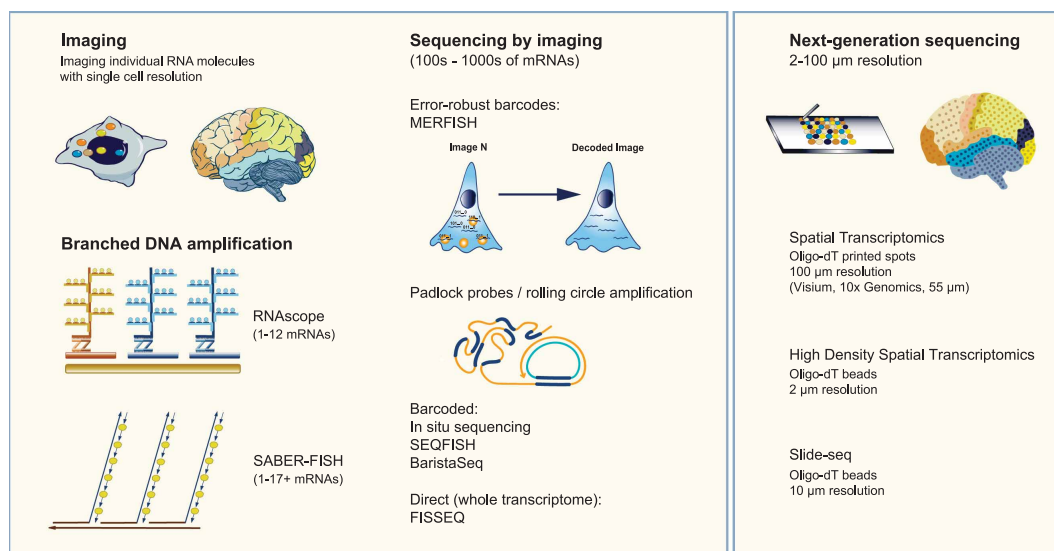 Imaging
Imaging individual RNA molecules
with single cell resolution
Branched DNA amplification
RNAscope
(1-12 mRNAs)
SABER-FISH
(1-17+ mRNAs)
Sequencing by imaging
(100s - 1000s of mRNAs)
Error-robust barcodes:
MERFISH
Image N
Decoded Image
Padlock probes / rolling circle amplification
Barcoded:
In situ sequencing
SEQFISH
BaristaSeq
Direct (whole transcriptome):
FISSEQ
Next-generation sequencing
2-100 µm resolution
Spatial Transcriptomics
Oligo-dT printed spots
100 µm resolution
(Visium, 10x Genomics, 55 µm)
High Density Spatial Transcriptomics
Oligo-dT beads
2 µm resolution
Slide-seq
Oligo-dT beads
10 µm resolution